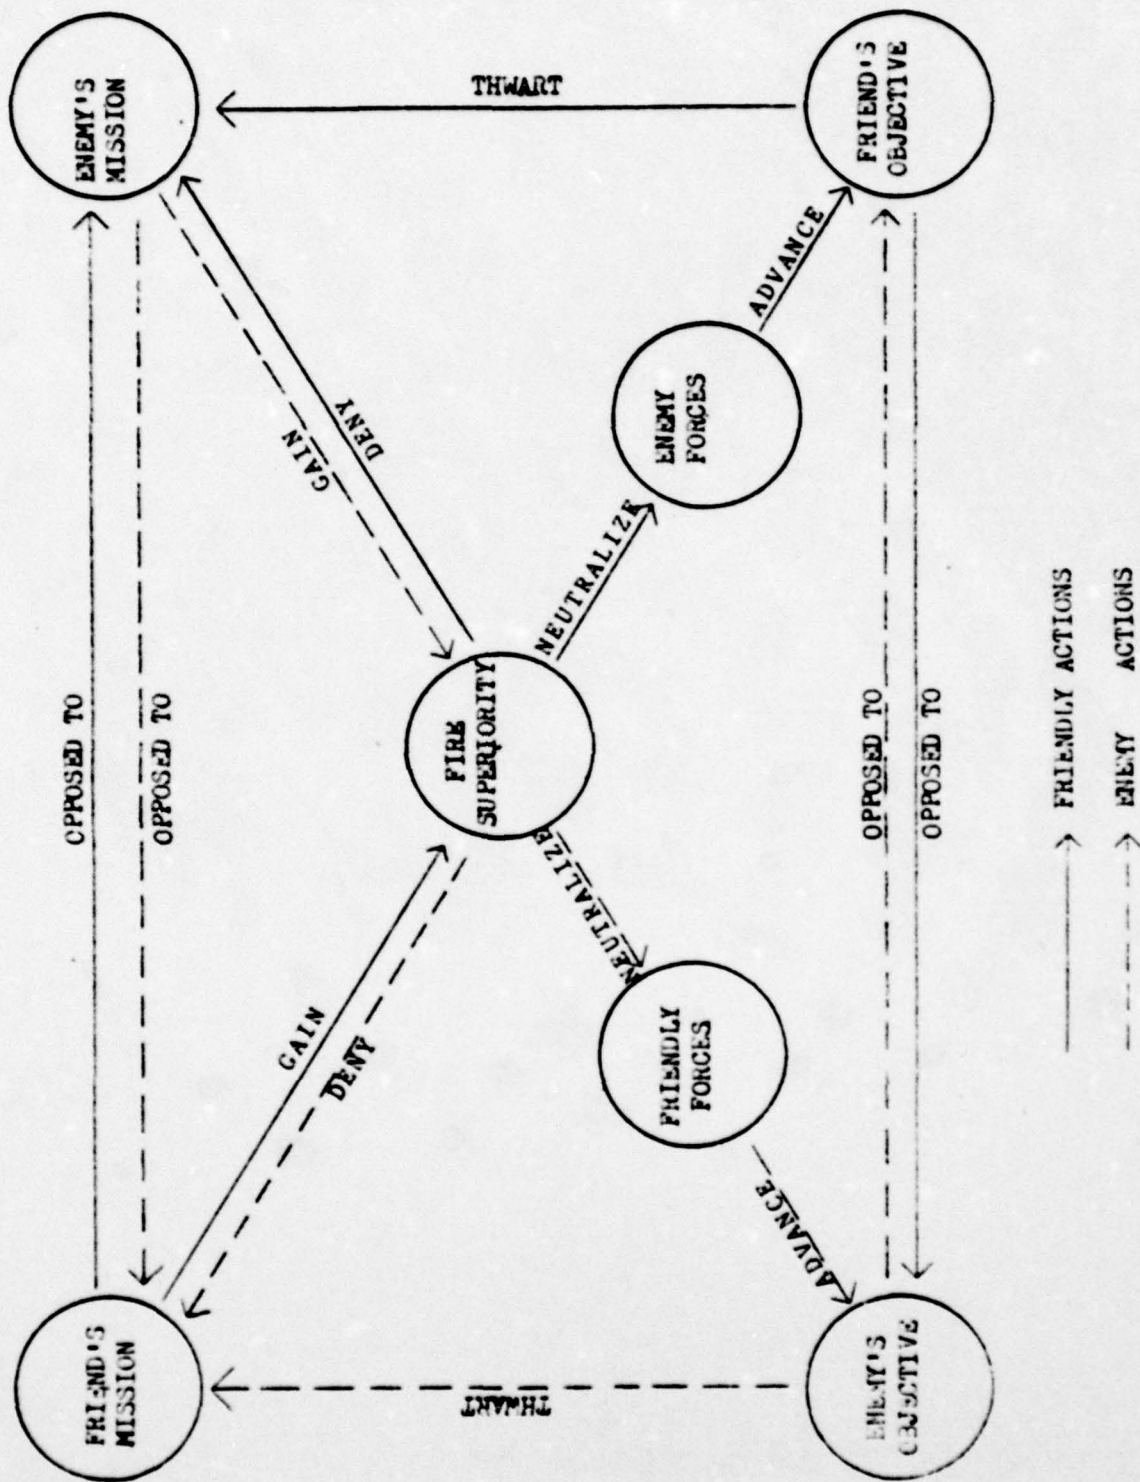 OPPOSED TO
FRIEND'S
MISSION
ENEMY'S
MISSION
OPPOSED TO
GAIN
DENY
GAIN
DENY
FIRE
SUPERIORITY
THWART
THWART
NEUTRALIZE
NEUTRALIZE
FRIENDLY
FORCES
ENEMY
FORCES
ADVANCE
ADVANCE
ENEMY'S
OBJECTIVE
FRIEND'S
OBJECTIVE
OPPOSED TO
OPPOSED TO
FRIENDLY ACTIONS
ENEMY ACTIONS